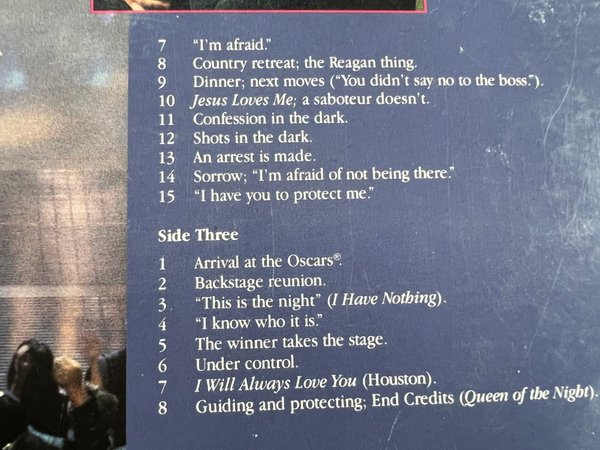 7 "I'm afraid."
8 Country retreat; the Reagan thing.
9 Dinner; next moves ("You didn't say no to the boss.").
10 Jesus Loves Me; a saboteur doesn't.
11 Confession in the dark.
12 Shots in the dark.
13 An arrest is made.
14 Sorrow; "I'm afraid of not being there."
15 "I have you to protect me."
Side Three
1 Arrival at the Oscars®.
2 Backstage reunion.
3 "This is the night" (I Have Nothing).
4 "I know who it is."
5 The winner takes the stage.
6 Under control.
7 I Will Always Love You (Houston).
8 Guiding and protecting; End Credits (Queen of the Night).